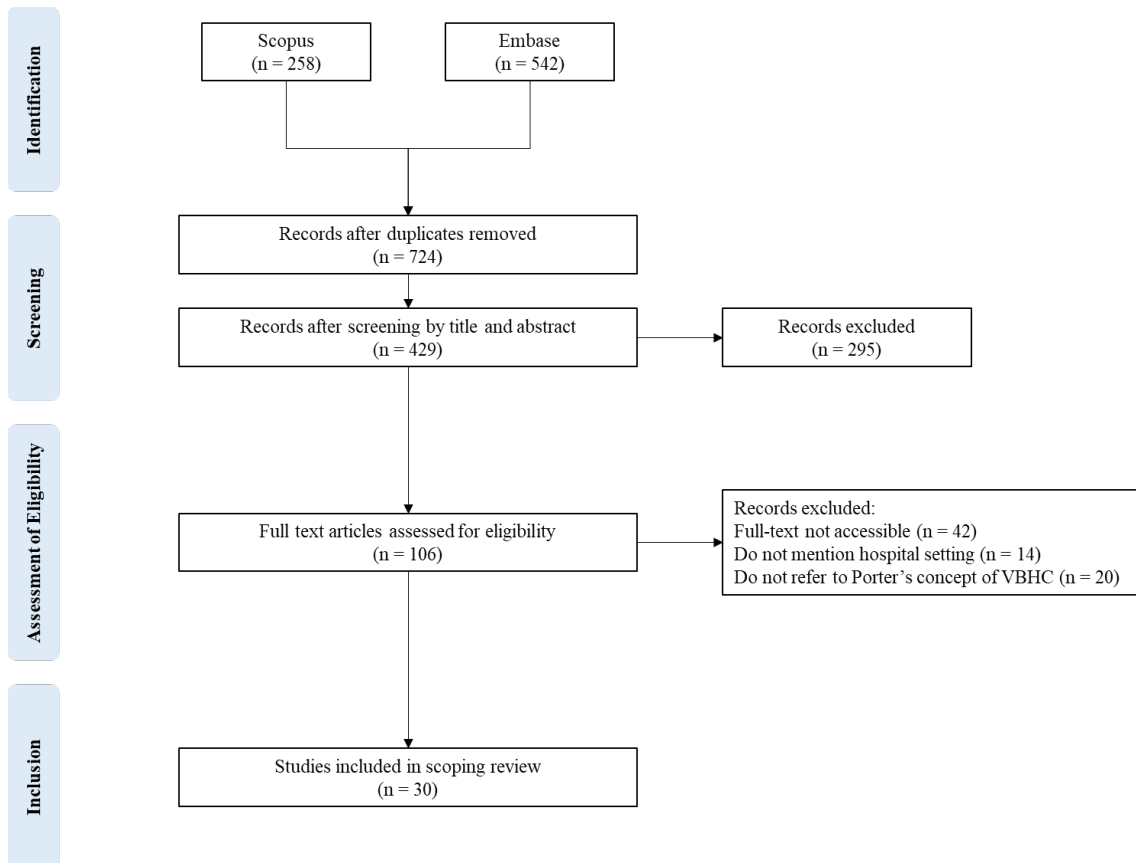 Identification
Scopus
(n = 258)
Embase
(n = 542)
Screening
Records after duplicates removed
(n = 724)
Records after screening by title and abstract
(n = 429)
Records excluded
(n = 295)
Assessment of Eligibility
Full text articles assessed for eligibility
(n = 106)
Records excluded:
Full-text not accessible (n = 42)
Do not mention hospital setting (n = 14)
Do not refer to Porter’s concept of VBHC (n = 20)
Inclusion
Studies included in scoping review
(n = 30)